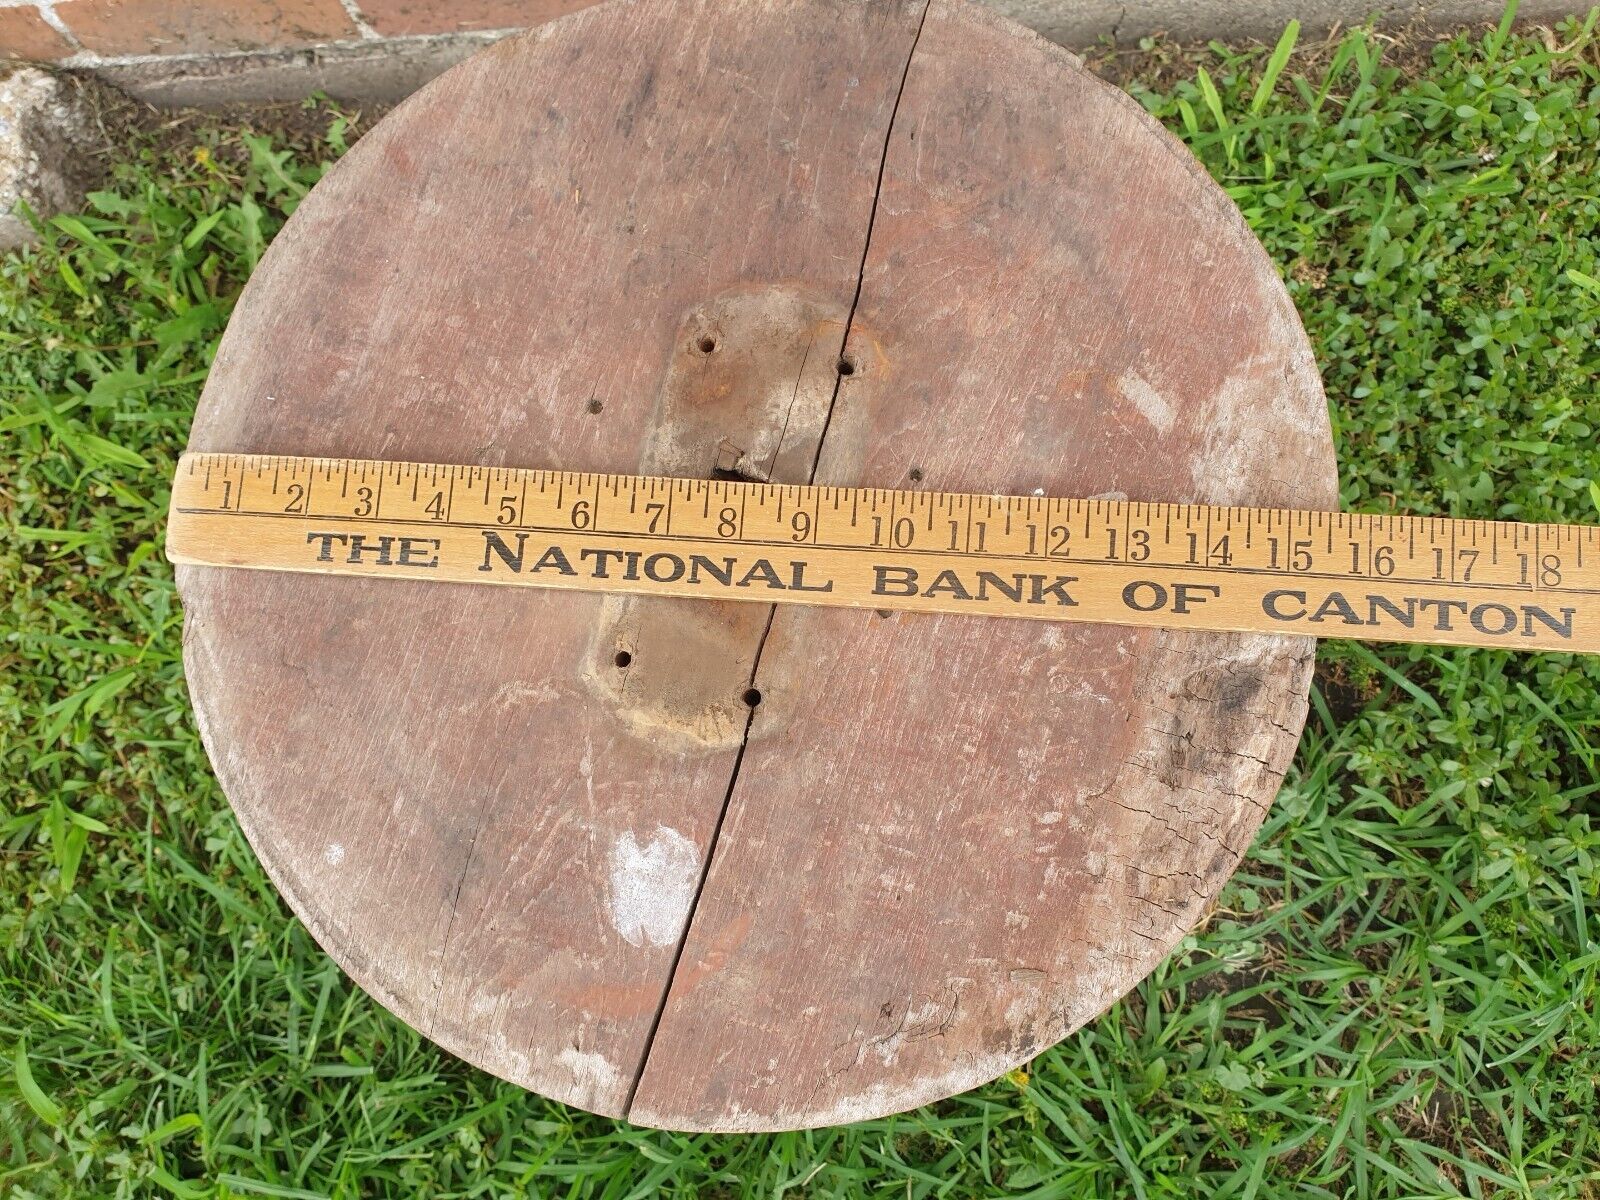 1 2 3 4 5 6 7 8 9 10 11 12 13 14 15 16 17 18
THE NATIONAL BANK OF CANTON